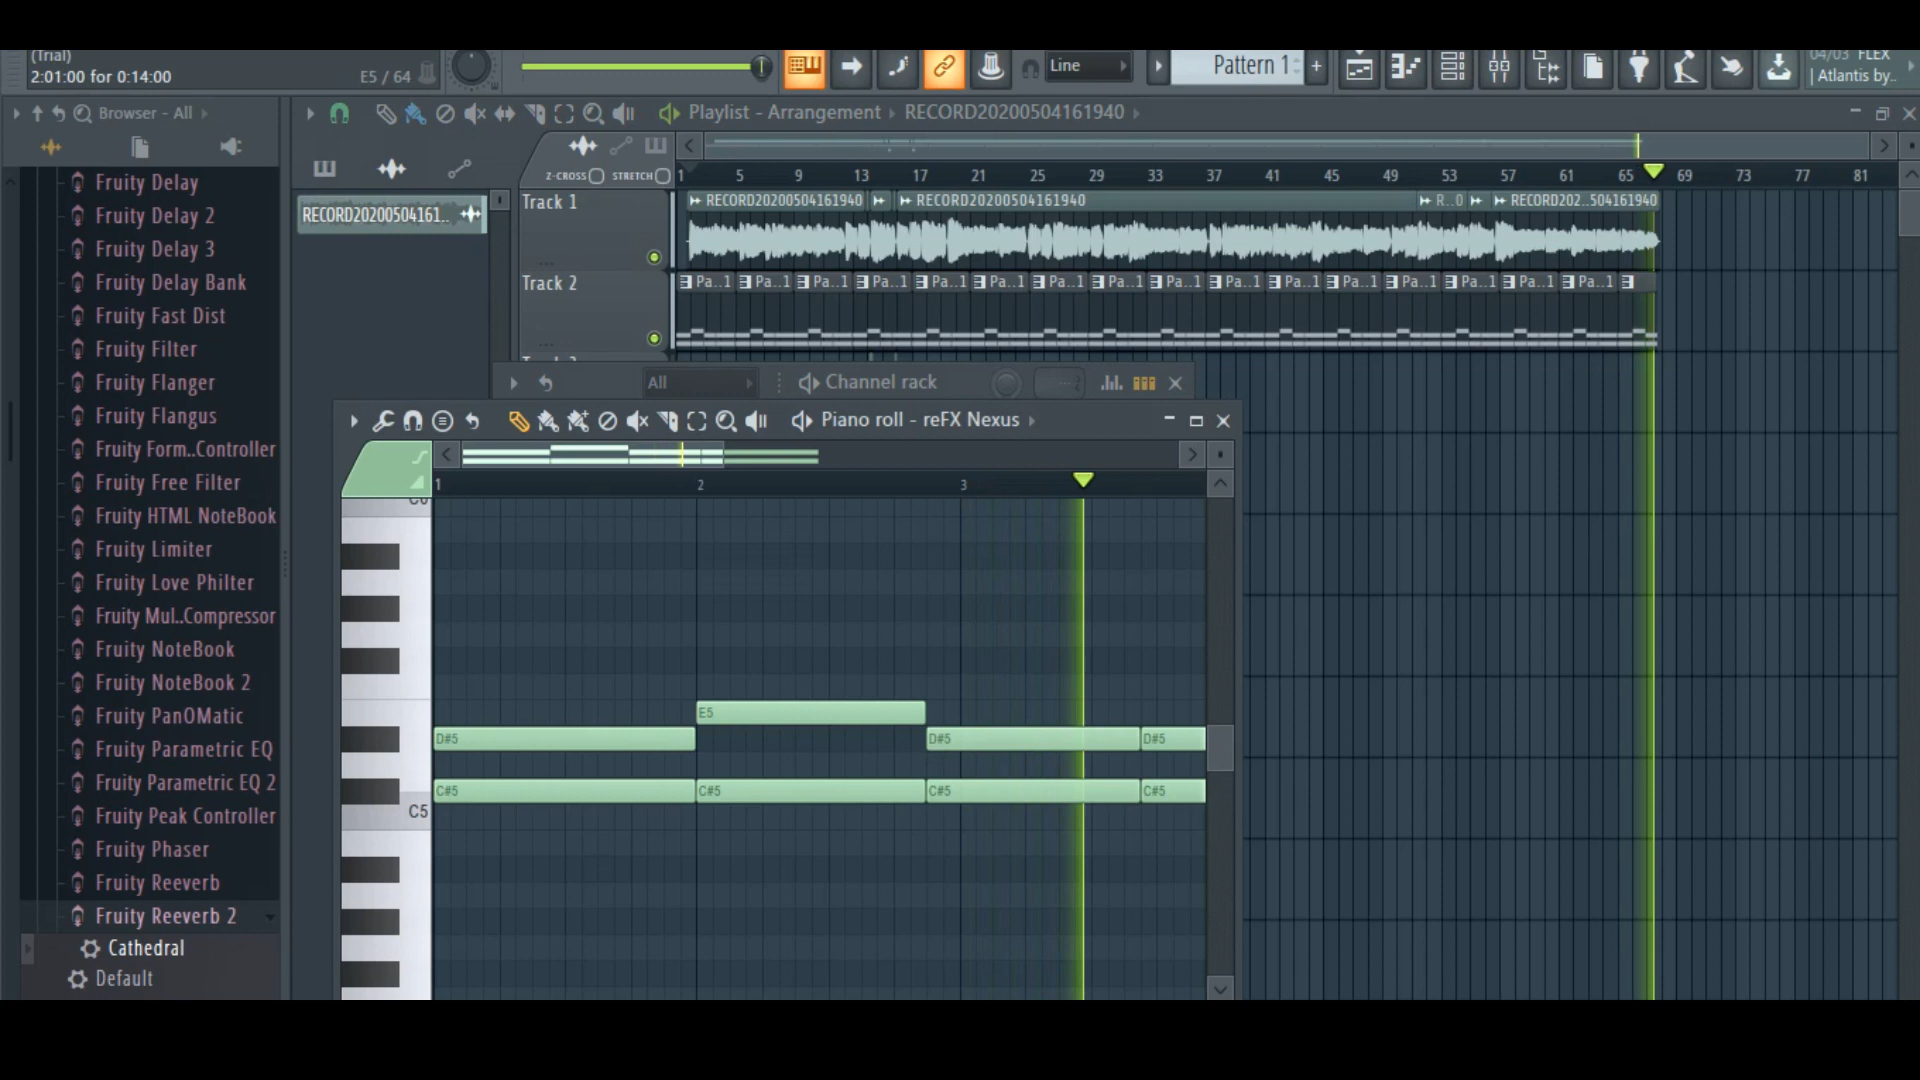 (Trial)
2:01:00 for 0:14:00
E5 / 64
Line
Pattern 1
04/03 FLEX
| Atlantis by..
Browser - All
Playlist - Arrangement
RECORD20200504161940
Z-CROSS
STRETCH
1 5 9 13 17 21 25 29 33 37 41 45 49 53 57 61 65 69 73 77 81
RECORD20200504161..
Track 1
RECORD20200504161940
RECORD20200504161940
R..0
RECORD202..504161940
Track 2
Pa..1 Pa..1 Pa..1 Pa..1 Pa..1 Pa..1 Pa..1 Pa..1 Pa..1 Pa..1 Pa..1 Pa..1 Pa..1 Pa..1 Pa..1 Pa..1
Fruity Delay
Fruity Delay 2
Fruity Delay 3
Fruity Delay Bank
Fruity Fast Dist
Fruity Filter
Fruity Flanger
Fruity Flangus
Fruity Form..Controller
Fruity Free Filter
Fruity HTML NoteBook
Fruity Limiter
Fruity Love Philter
Fruity Mul..Compressor
Fruity NoteBook
Fruity NoteBook 2
Fruity PanOMatic
Fruity Parametric EQ
Fruity Parametric EQ 2
Fruity Peak Controller
Fruity Phaser
Fruity Reeverb
Fruity Reeverb 2
Cathedral
Default
All
Channel rack
Piano roll - reFX Nexus
1 2 3
E5
D#5 D#5 D#5
C#5 C#5 C#5 C#5
C5